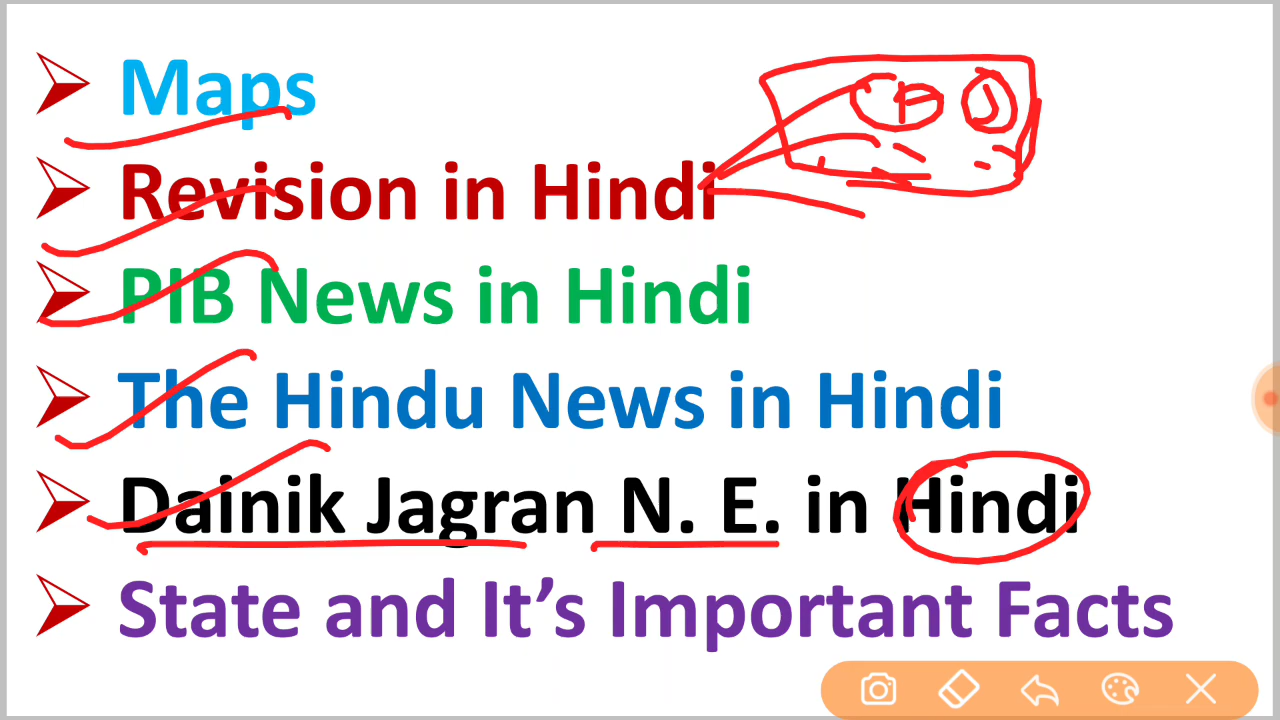 Maps
Revision in Hindi
PIB News in Hindi
The Hindu News in Hindi
Dainik Jagran N. E. in Hindi
State and It’s Important Facts